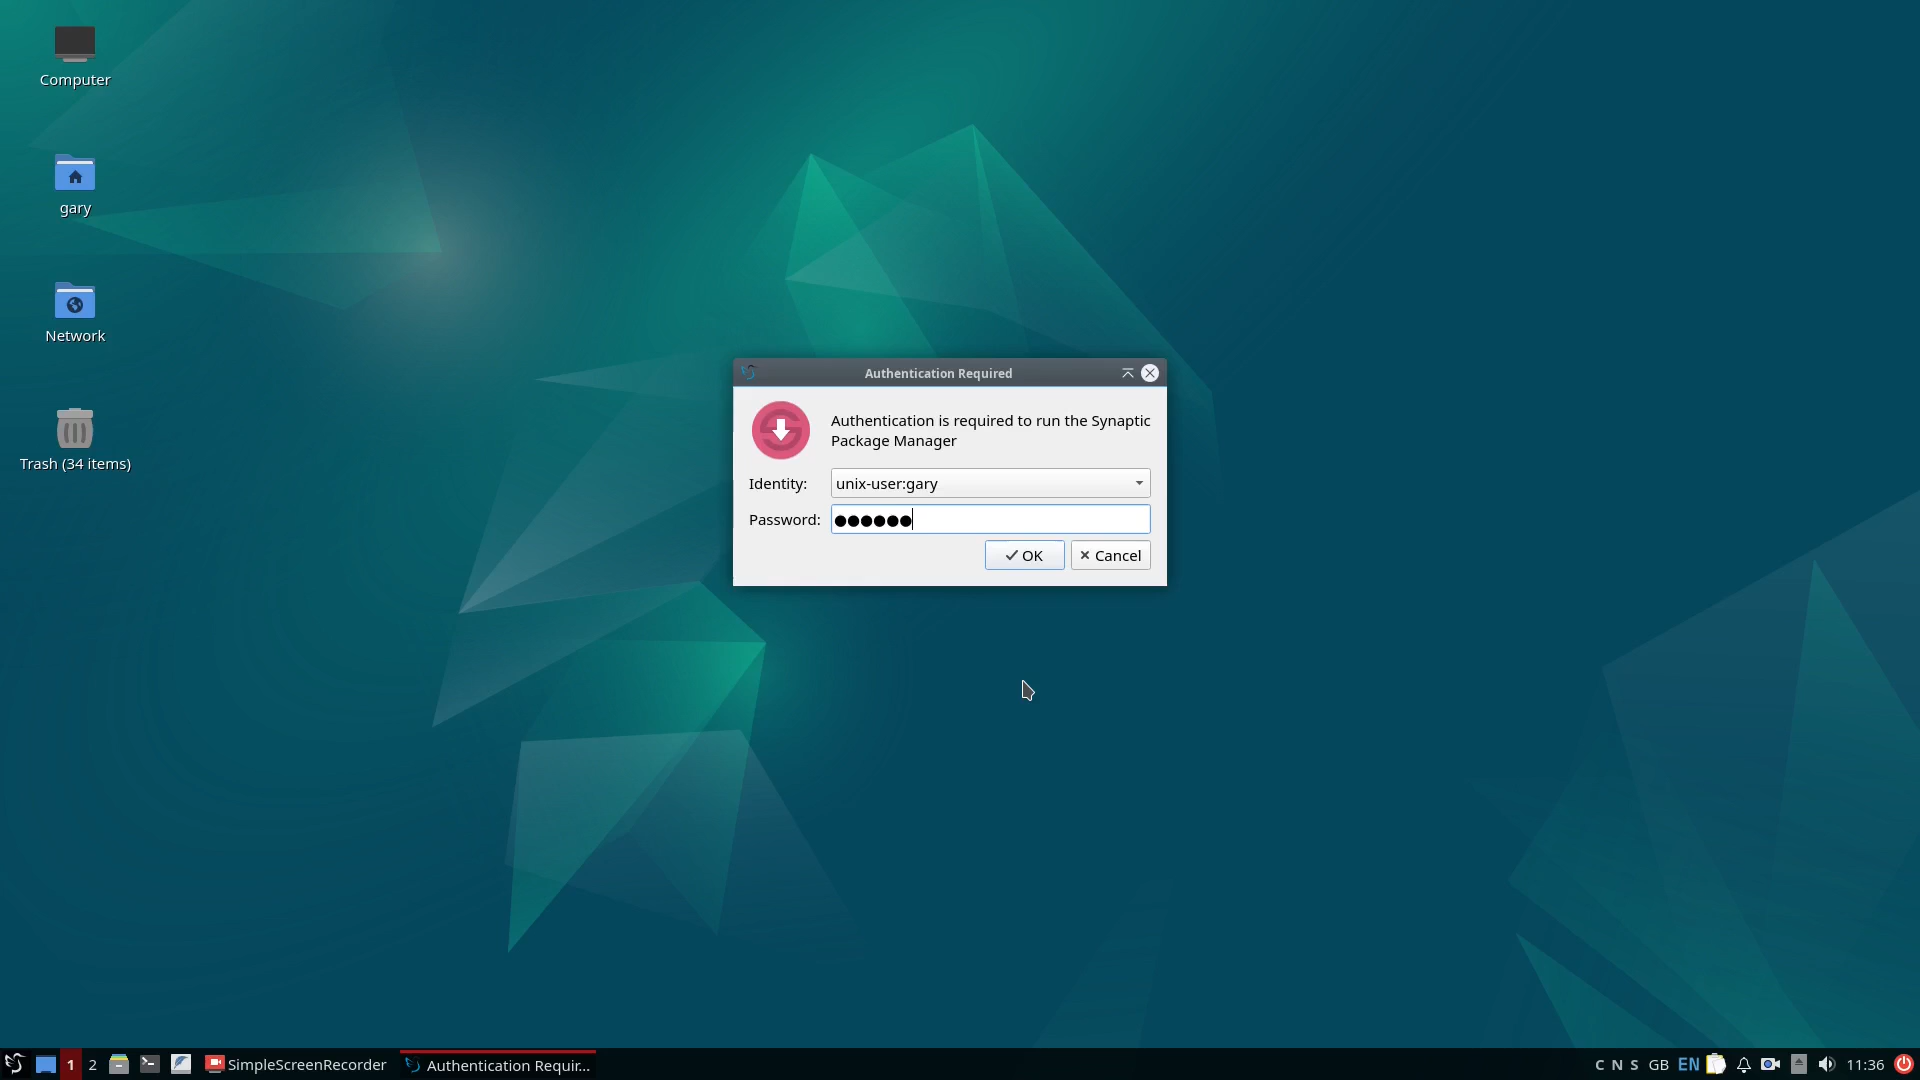 Computer
gary
Network
Trash (34 items)
Authentication Required
Authentication is required to run the Synaptic
Package Manager
Identity: unix-user:gary
Password: ●●●●●●
OK Cancel
1 2 SimpleScreenRecorder Authentication Requir... C N S GB EN 11:36